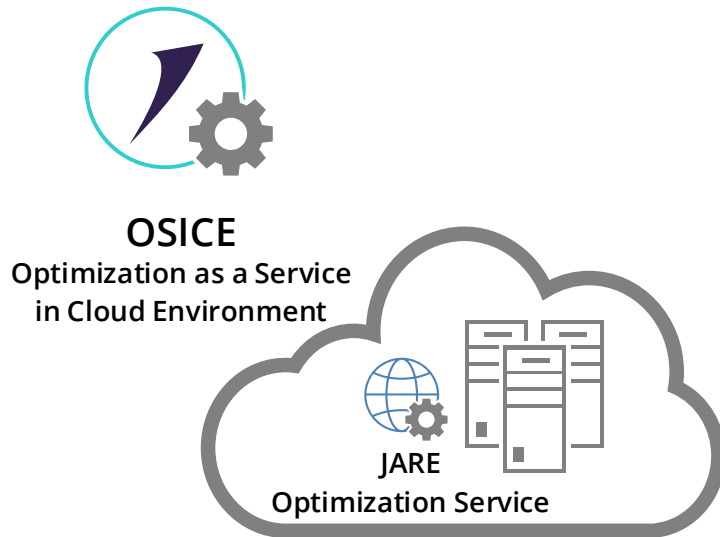 OSICE
Optimization as a Service
in Cloud Environment
JARE
Optimization Service